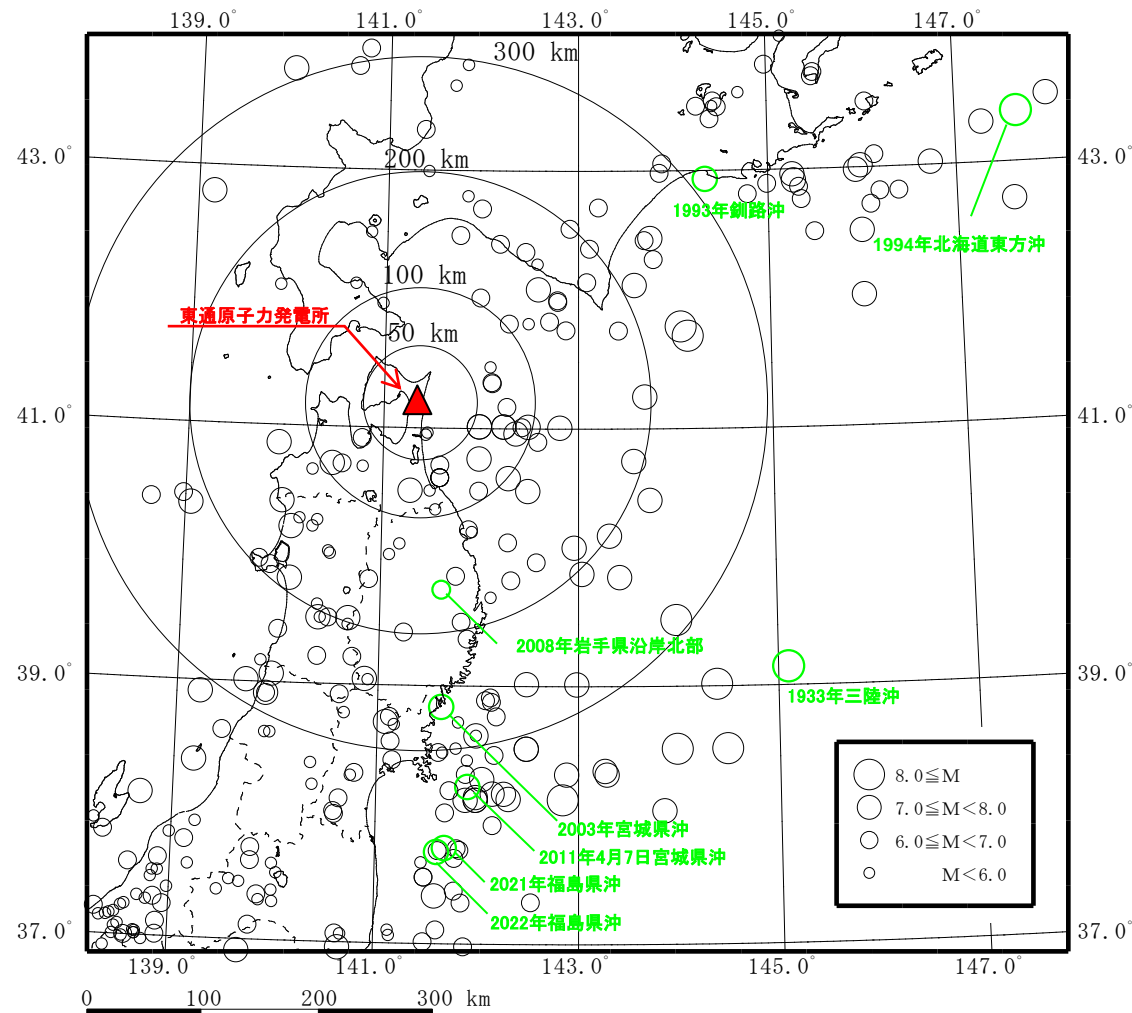 139.0° 141.0° 143.0° 145.0° 147.0°
300 km
43.0° 200 km 43.0°
1993年釧路沖
1994年北海道東方沖
100 km
東通原子力発電所
50 km
41.0° 41.0°
2008年岩手県沿岸北部
39.0° 39.0°
1933年三陸沖
8.0≦M
7.0≦M<8.0
2003年宮城県沖
6.0≦M<7.0
2011年4月7日宮城県沖
M<6.0
2021年福島県沖
2022年福島県沖
37.0° 37.0°
139.0° 141.0° 143.0° 145.0° 147.0°
0 100 200 300 km